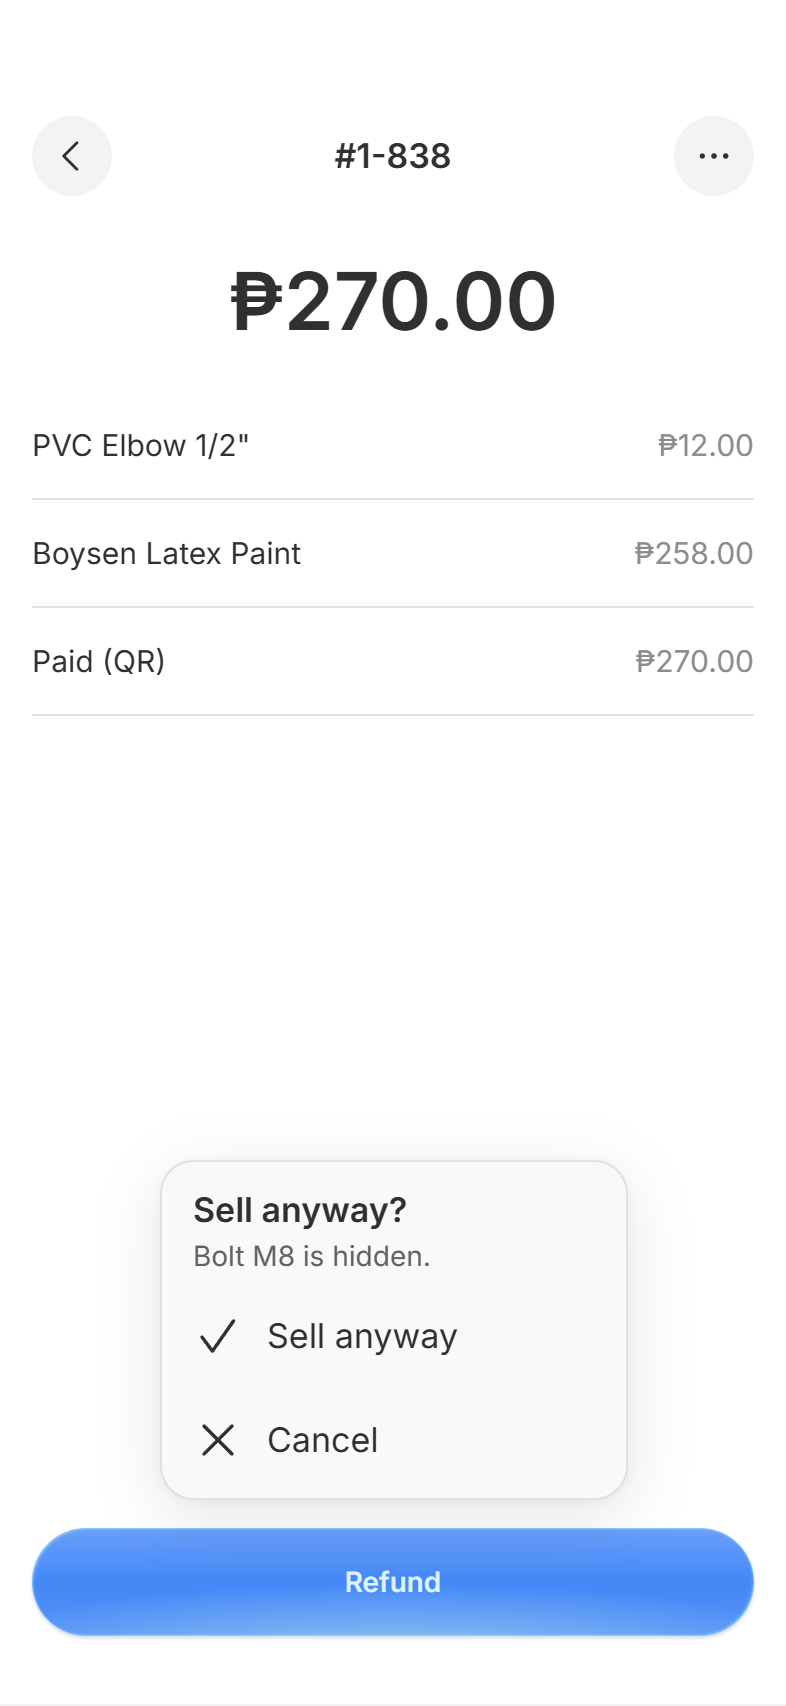 #1-838
₱270.00
PVC Elbow 1/2" ₱12.00
Boysen Latex Paint ₱258.00
Paid (QR) ₱270.00
Sell anyway?
Bolt M8 is hidden.
Sell anyway
Cancel
Refund